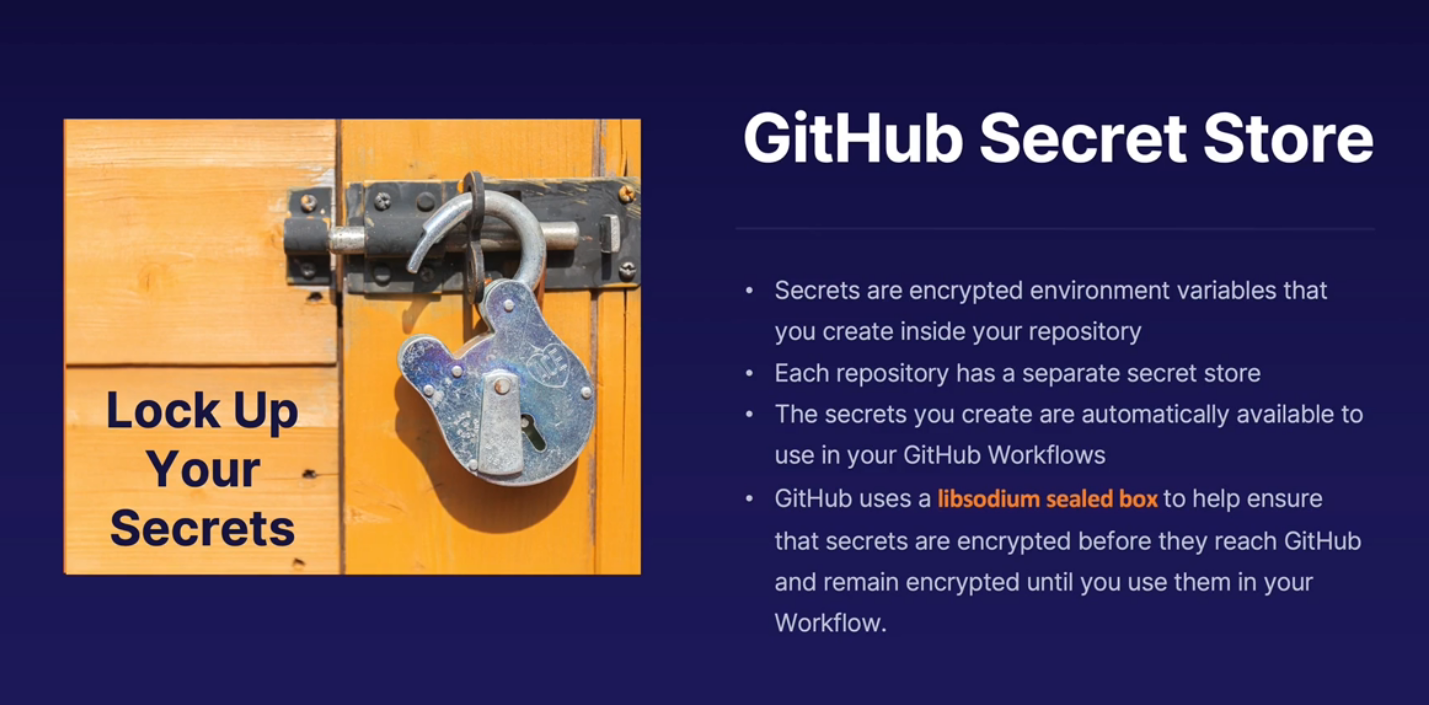 GitHub Secret Store
• Secrets are encrypted environment variables that
you create inside your repository
• Each repository has a separate secret store
• The secrets you create are automatically available to
use in your GitHub Workflows
• GitHub uses a libsodium sealed box to help ensure
that secrets are encrypted before they reach GitHub
and remain encrypted until you use them in your
Workflow.
Lock Up
Your
Secrets